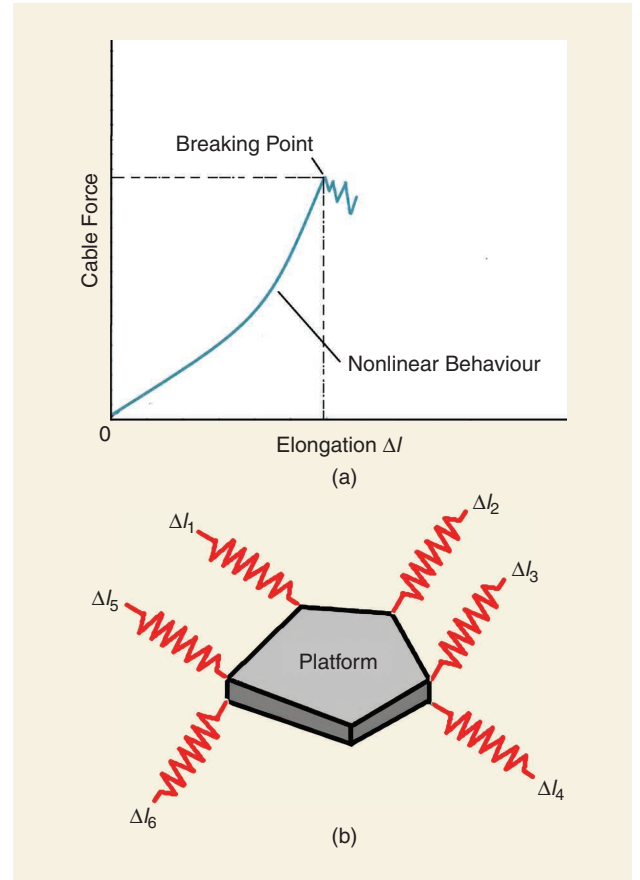 Breaking Point
Cable Force
Nonlinear Behaviour
0
Elongation Δl
(a)
Δl1
Δl2
Δl3
Δl5
Platform
Δl4
Δl6
(b)